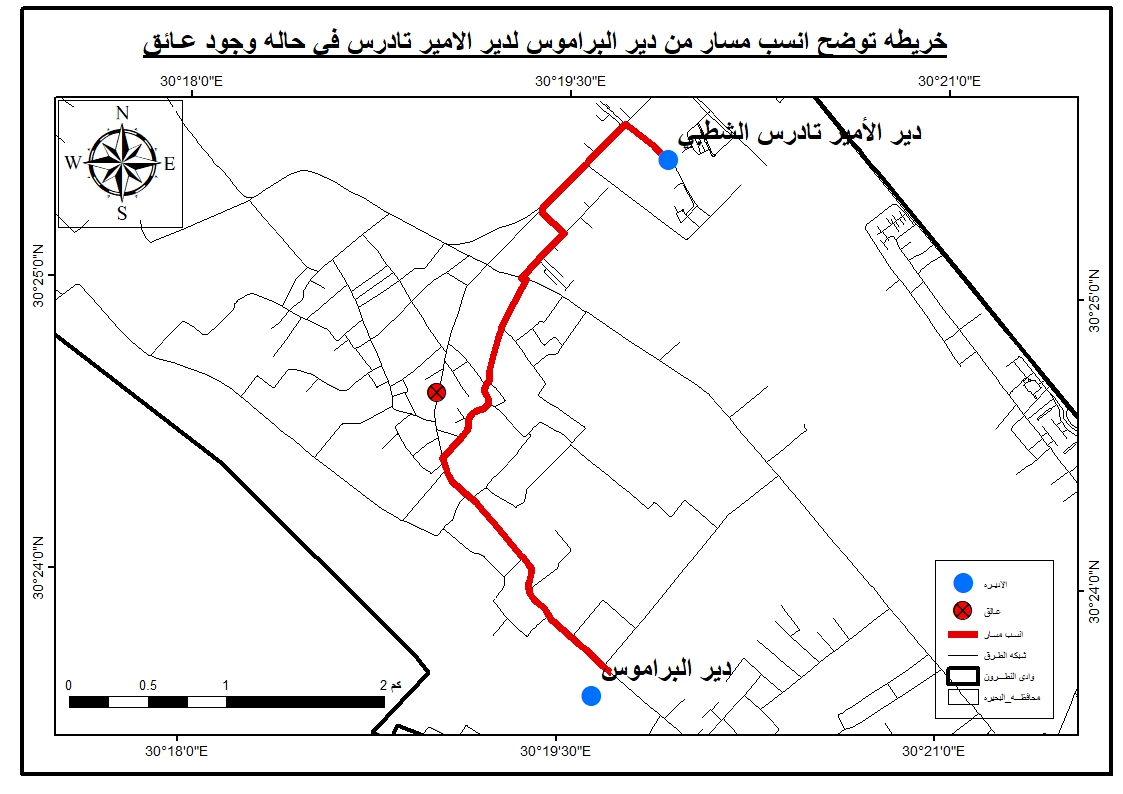 خريطه توضح انسب مسار من دير البراموس لدير الامير تادرس في حاله وجود عائق
30°18'0"E 30°19'30"E 30°21'0"E
N
W E
S
دير الأمير تادرس الشطبي
30°25'0"N
30°25'0"N
30°24'0"N
30°24'0"N
دير البراموس
الاديره
عائق
انسب مسار
شبكه الطرق
وادى النطرون
محافظه_البحيره
0 0.5 1 2 كم
30°18'0"E 30°19'30"E 30°21'0"E